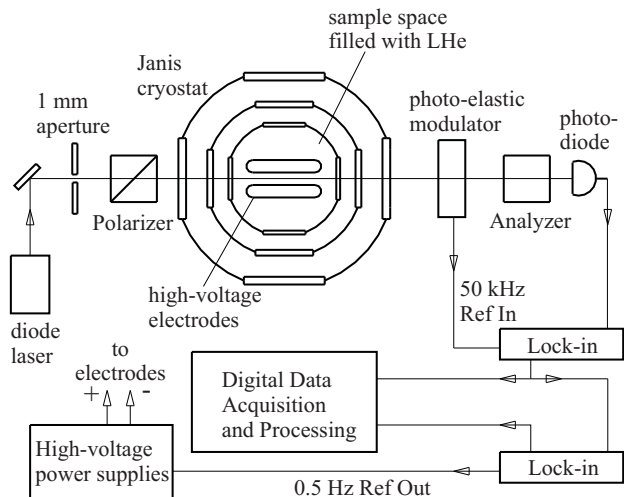 sample space
filled with LHe
Janis
cryostat
1 mm
aperture
photo-elastic
modulator
photo-
diode
Polarizer
Analyzer
high-voltage
electrodes
diode
laser
50 kHz
Ref In
Lock-in
to
electrodes
+ -
Digital Data
Acquisition
and Processing
High-voltage
power supplies
0.5 Hz Ref Out
Lock-in